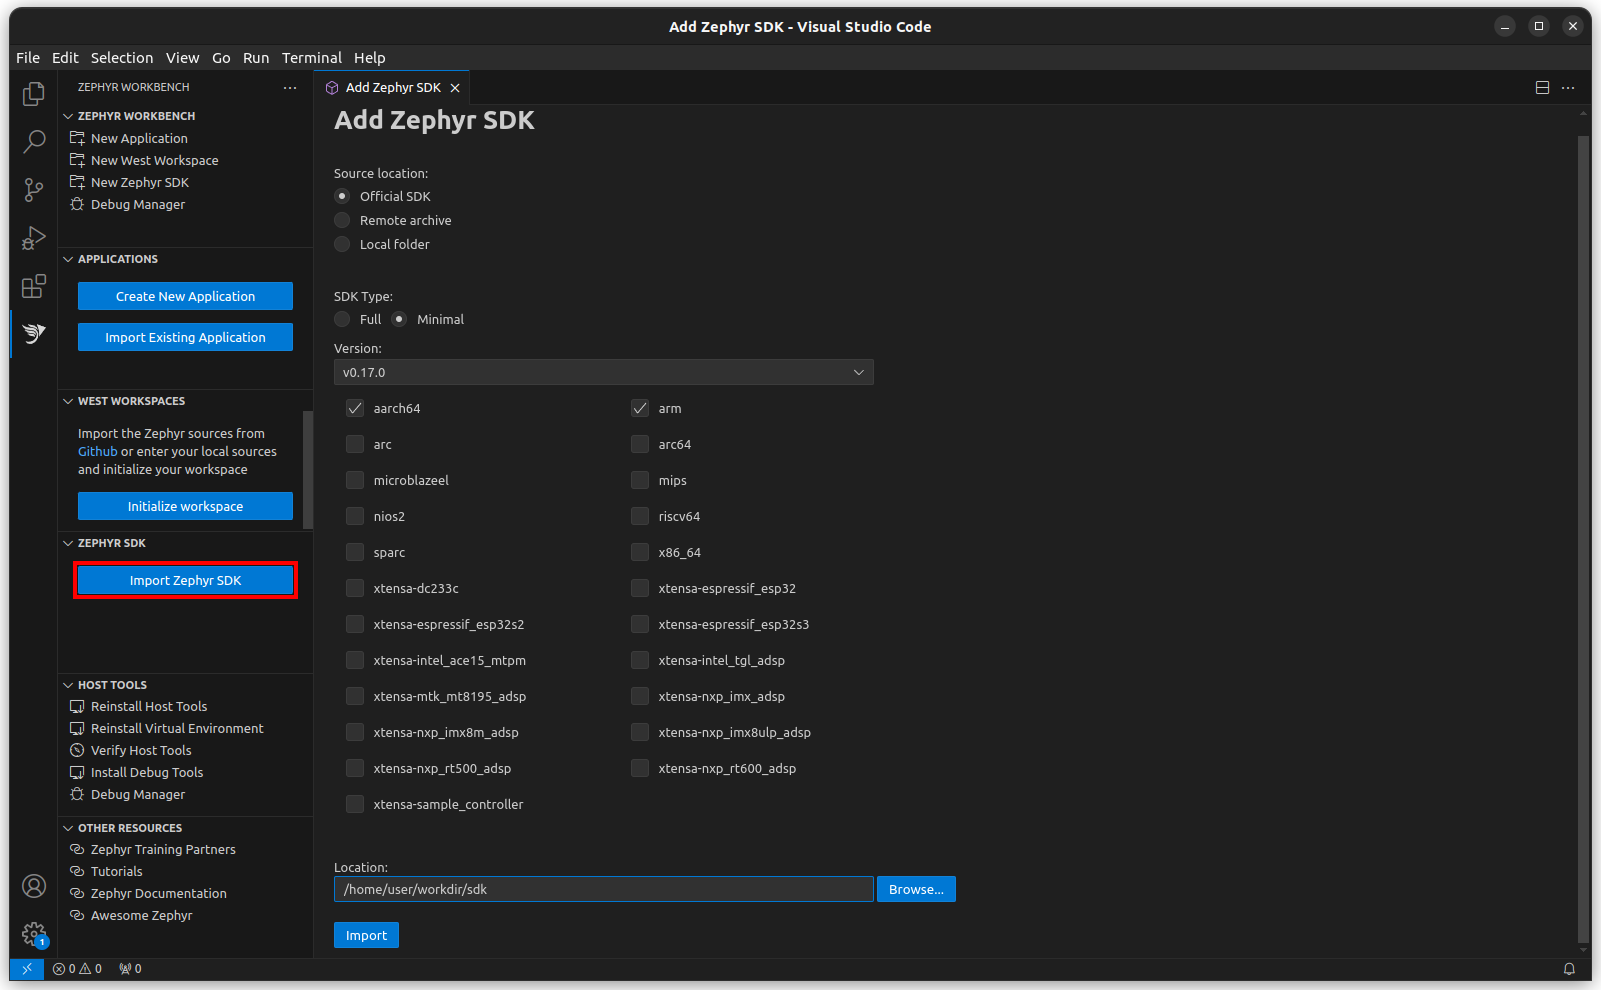 Add Zephyr SDK - Visual Studio Code
File Edit Selection View Go Run Terminal Help
ZEPHYR WORKBENCH
ZEPHYR WORKBENCH
New Application
New West Workspace
New Zephyr SDK
Debug Manager
APPLICATIONS
Create New Application
Import Existing Application
WEST WORKSPACES
Import the Zephyr sources from
Github or enter your local sources
and initialize your workspace
Initialize workspace
ZEPHYR SDK
Import Zephyr SDK
HOST TOOLS
Reinstall Host Tools
Reinstall Virtual Environment
Verify Host Tools
Install Debug Tools
Debug Manager
OTHER RESOURCES
Zephyr Training Partners
Tutorials
Zephyr Documentation
Awesome Zephyr
Add Zephyr SDK
Add Zephyr SDK
Source location:
Official SDK
Remote archive
Local folder
SDK Type:
Full Minimal
Version:
v0.17.0
aarch64 arm
arc arc64
microblazeel mips
nios2 riscv64
sparc x86_64
xtensa-dc233c xtensa-espressif_esp32
xtensa-espressif_esp32s2 xtensa-espressif_esp32s3
xtensa-intel_ace15_mtpm xtensa-intel_tgl_adsp
xtensa-mtk_mt8195_adsp xtensa-nxp_imx_adsp
xtensa-nxp_imx8m_adsp xtensa-nxp_imx8ulp_adsp
xtensa-nxp_rt500_adsp xtensa-nxp_rt600_adsp
xtensa-sample_controller
Location:
/home/user/workdir/sdk Browse...
Import
1
0 0 0